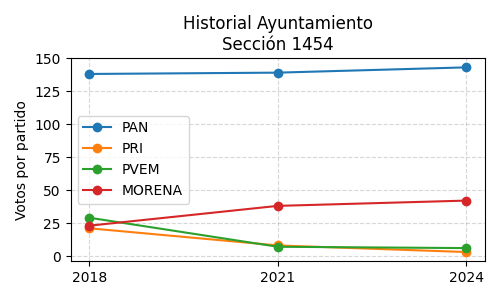 Historial Ayuntamiento
Sección 1454
Votos por partido
150
125
100
75
50
25
0
PAN
PRI
PVEM
MORENA
2018
2021
2024